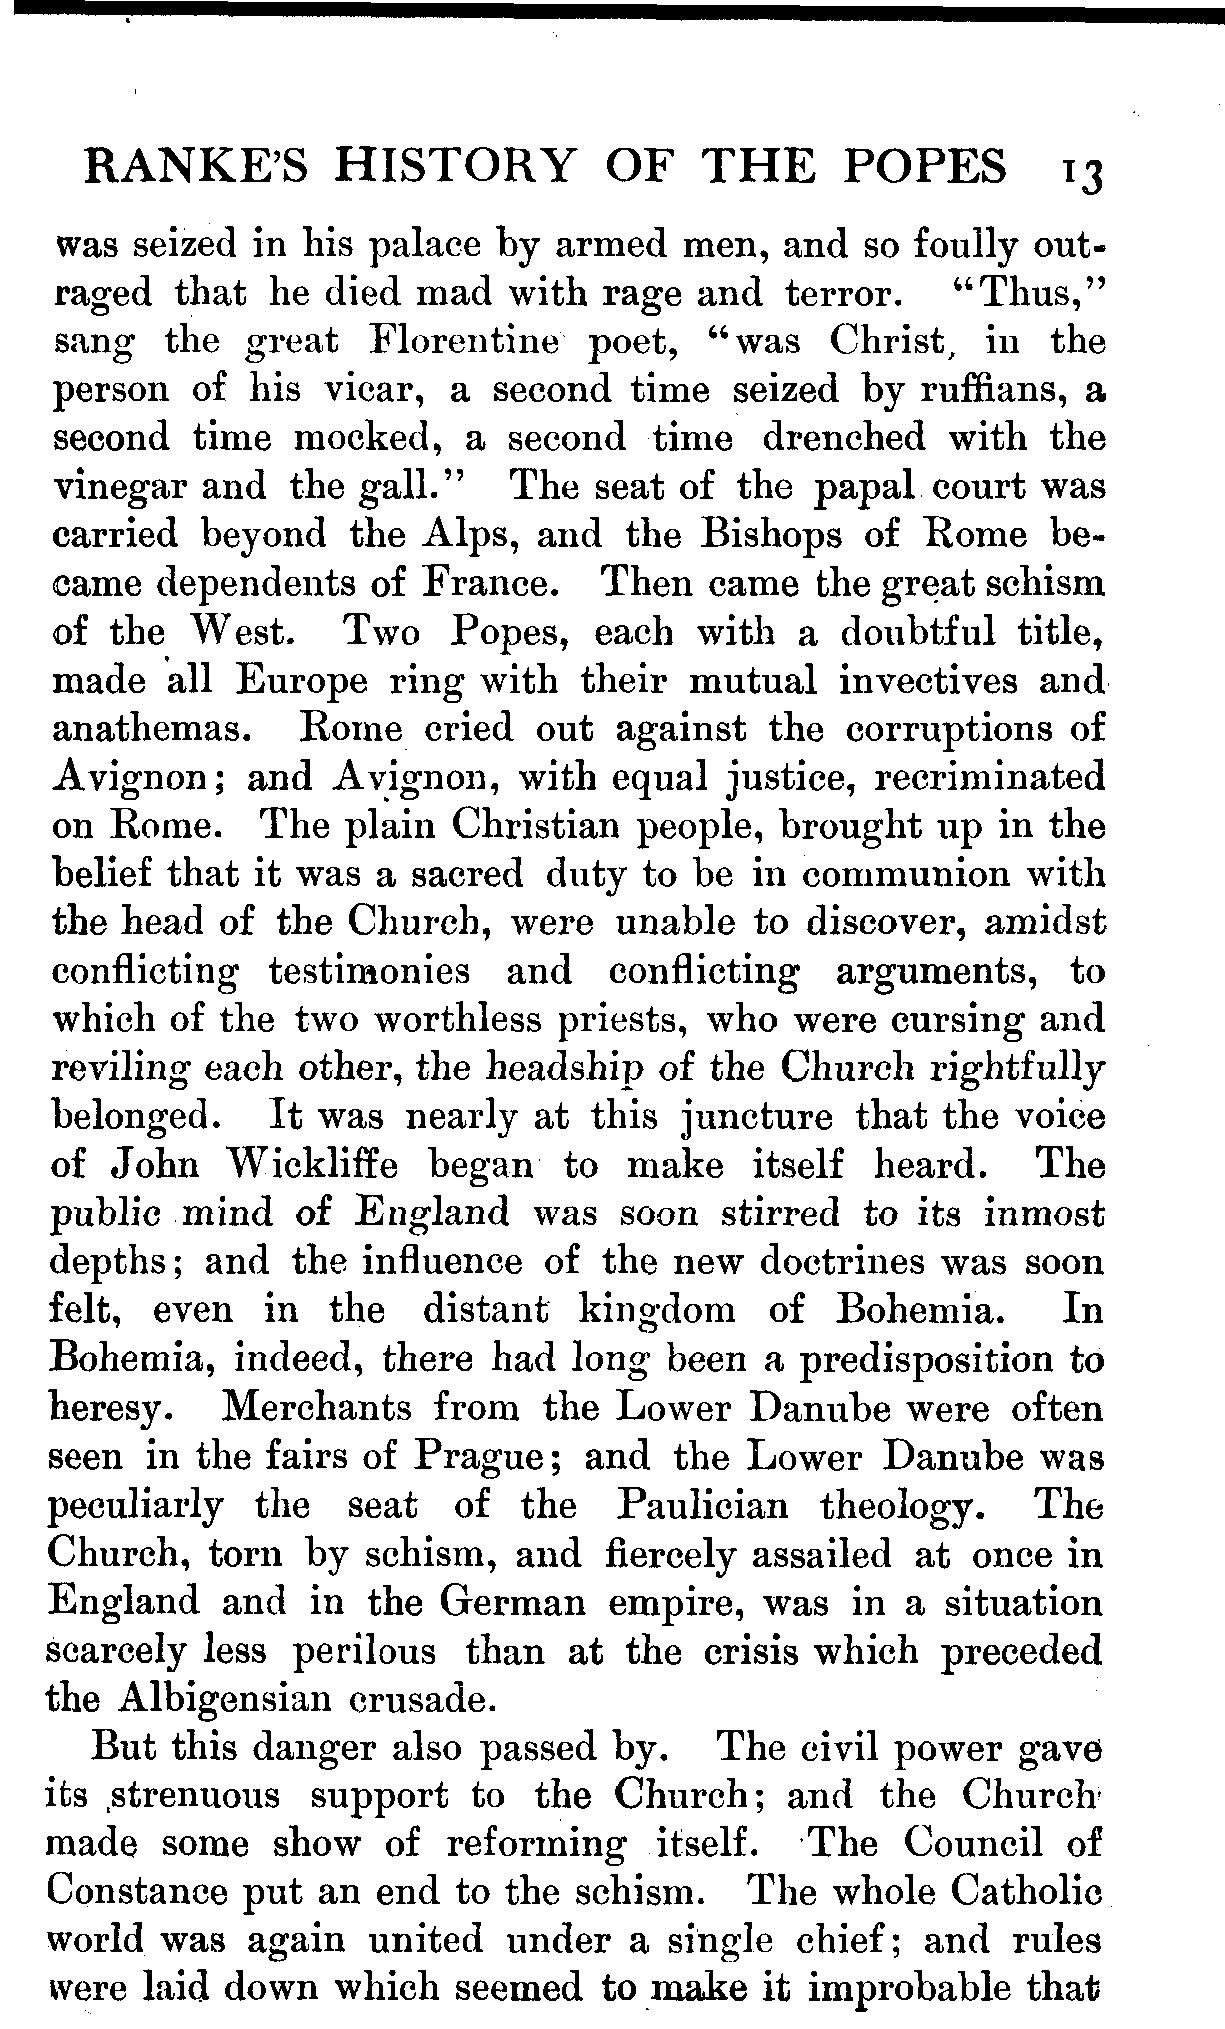 RANKE'S HISTORY OF THE POPES 13
was seized in his palace by armed men, and so foully out-
raged that he died mad with rage and terror. "Thus,"
sang the great Florentine poet, "was Christ, in the
person of his vicar, a second time seized by ruffians, a
second time mocked, a second time drenched with the
vinegar and the gall." The seat of the papal court was
carried beyond the Alps, and the Bishops of Rome be-
came dependents of France. Then came the great schism
of the West. Two Popes, each with a doubtful title,
made all Europe ring with their mutual invectives and
anathemas. Rome cried out against the corruptions of
Avignon; and Avignon, with equal justice, recriminated
on Rome. The plain Christian people, brought up in the
belief that it was a sacred duty to be in communion with
the head of the Church, were unable to discover, amidst
conflicting testimonies and conflicting arguments, to
which of the two worthless priests, who were cursing and
reviling each other, the headship of the Church rightfully
belonged. It was nearly at this juncture that the voice
of John Wickliffe began to make itself heard. The
public mind of England was soon stirred to its inmost
depths; and the influence of the new doctrines was soon
felt, even in the distant kingdom of Bohemia. In
Bohemia, indeed, there had long been a predisposition to
heresy. Merchants from the Lower Danube were often
seen in the fairs of Prague; and the Lower Danube was
peculiarly the seat of the Paulician theology. The
Church, torn by schism, and fiercely assailed at once in
England and in the German empire, was in a situation
scarcely less perilous than at the crisis which preceded
the Albigensian crusade.
But this danger also passed by. The civil power gave
its strenuous support to the Church; and the Church
made some show of reforming itself. The Council of
Constance put an end to the schism. The whole Catholic
world was again united under a single chief; and rules
were laid down which seemed to make it improbable that